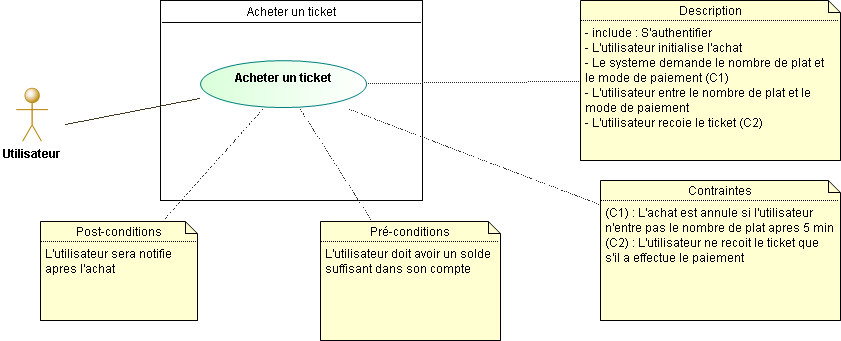 Acheter un ticket
Acheter un ticket
Utilisateur
Description
- include : S'authentifier
- L'utilisateur initialise l'achat
- Le systeme demande le nombre de plat et
le mode de paiement (C1)
- L'utilisateur entre le nombre de plat et le
mode de paiement
- L'utilisateur recoie le ticket (C2)
Contraintes
(C1) : L'achat est annule si l'utilisateur
n'entre pas le nombre de plat apres 5 min
(C2) : L'utilisateur ne recoit le ticket que
s'il a effectue le paiement
Post-conditions
L'utilisateur sera notifie
apres l'achat
Pré-conditions
L'utilisateur doit avoir un solde
suffisant dans son compte